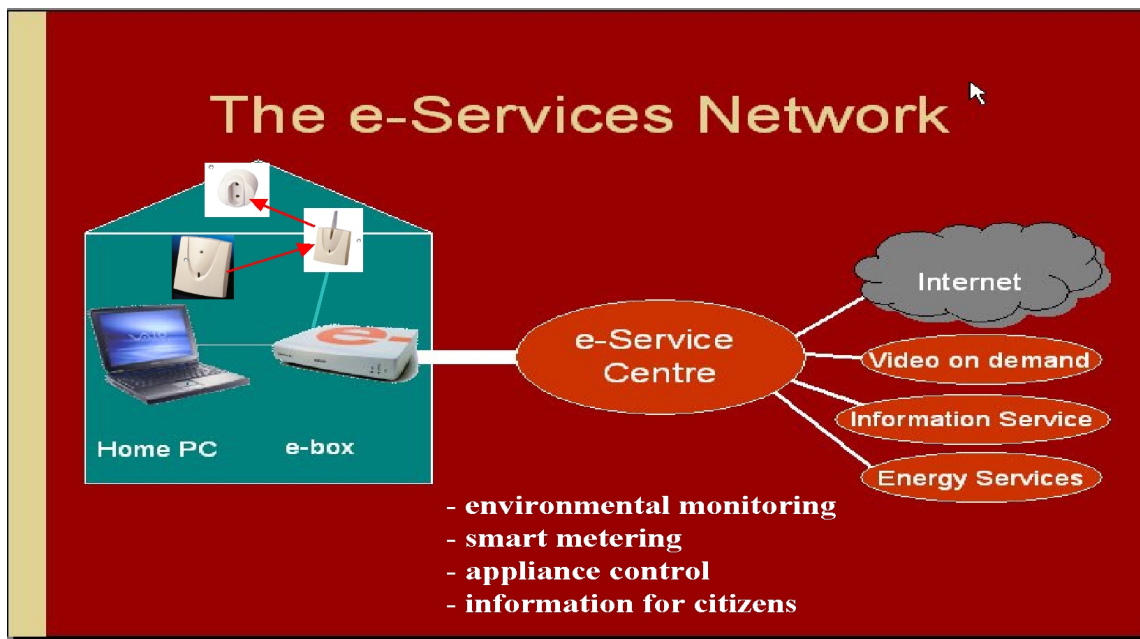 The e-Services Network
Internet
e-Service
Centre
Video on demand
Information Service
Energy Services
VAIO
e
Home PC
e-box
- environmental monitoring
- smart metering
- appliance control
- information for citizens